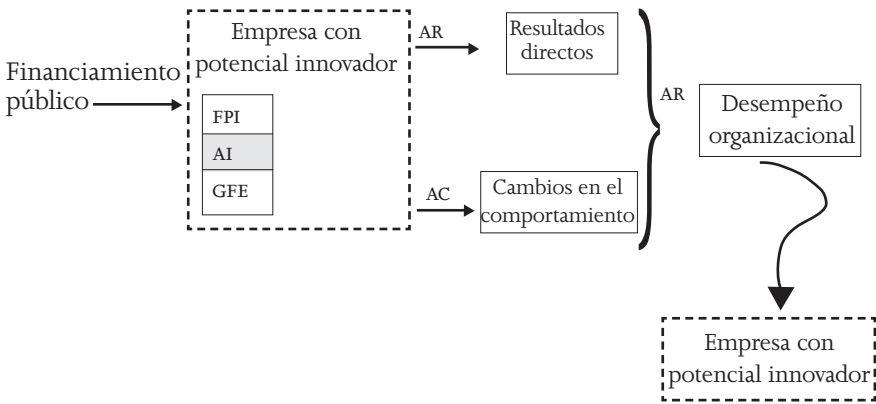 Financiamiento
público
Empresa con
potencial innovador
FPI
AI
GFE
AR
Resultados
directos
AC
Cambios en el
comportamiento
AR
Desempeño
organizacional
Empresa con
potencial innovador